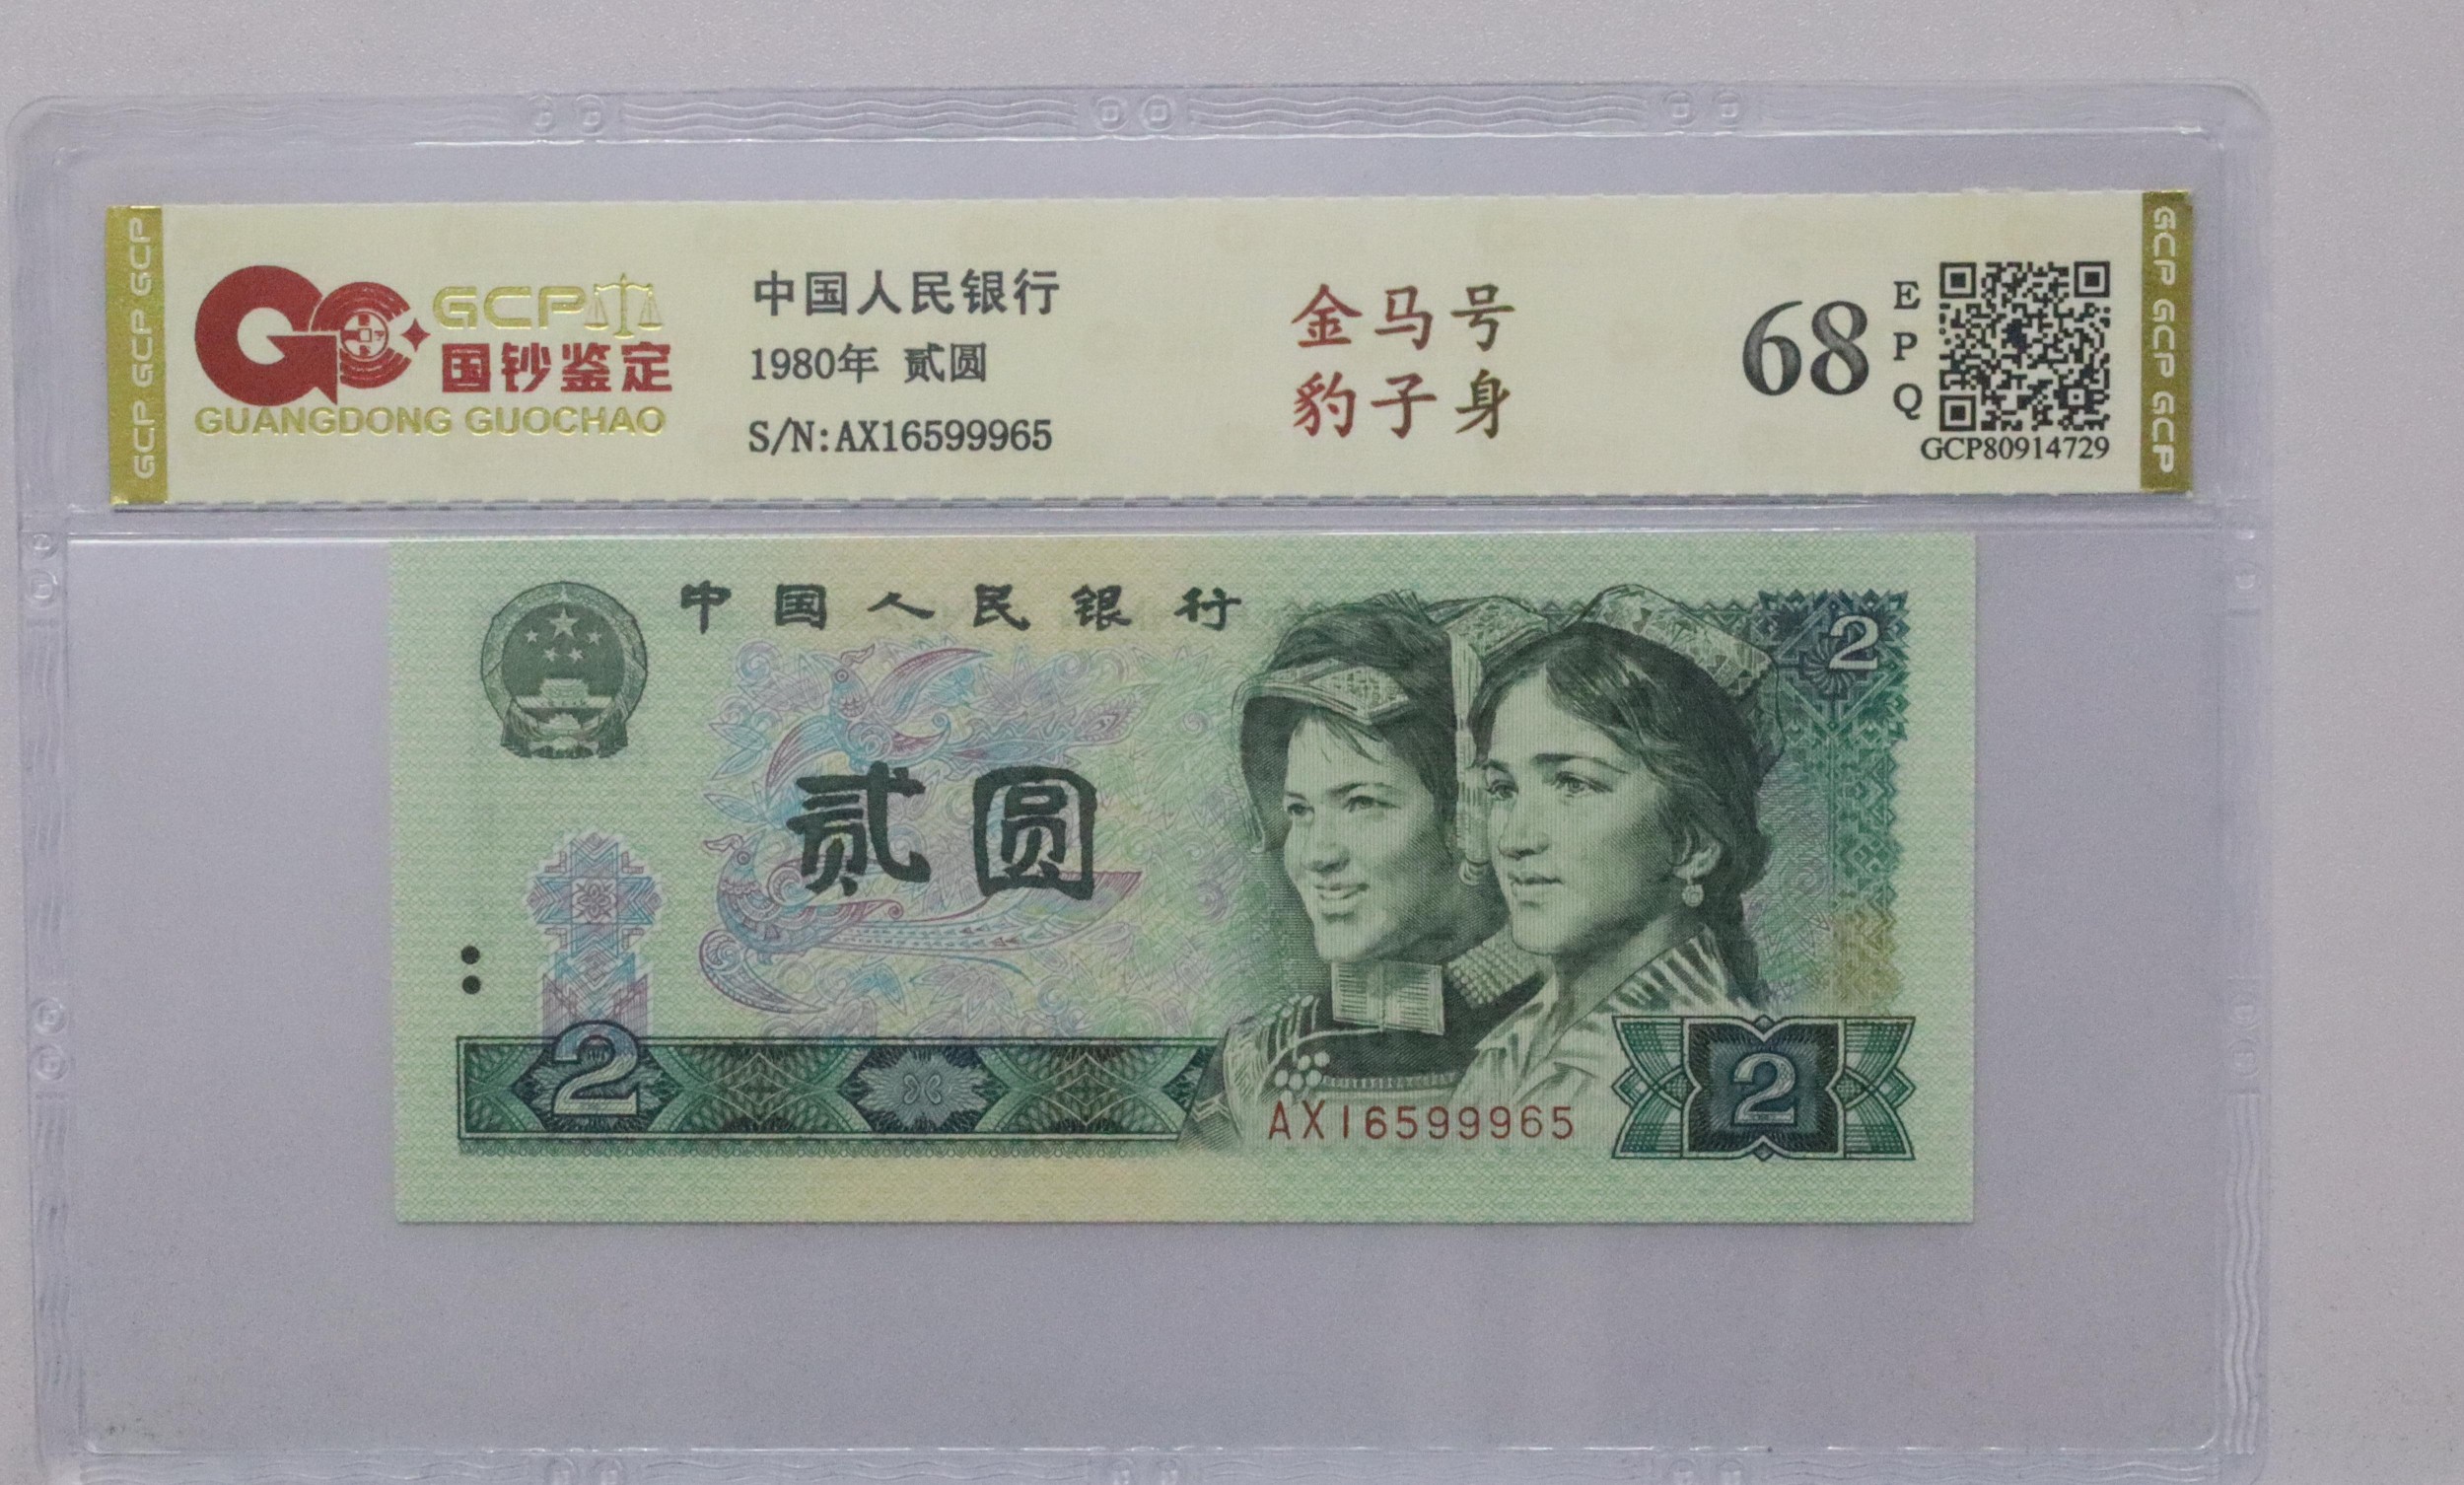 GCP GCP GCP
GCP
国钞鉴定
GUANGDONG GUOCHAO
中国人民银行
1980年 贰圆
S/N:AX16599965
金马号
豹子身
68
EPQ
GCP80914729
GCP GCP GCP
中国人民银行
2
贰圆
2
AX16599965
2